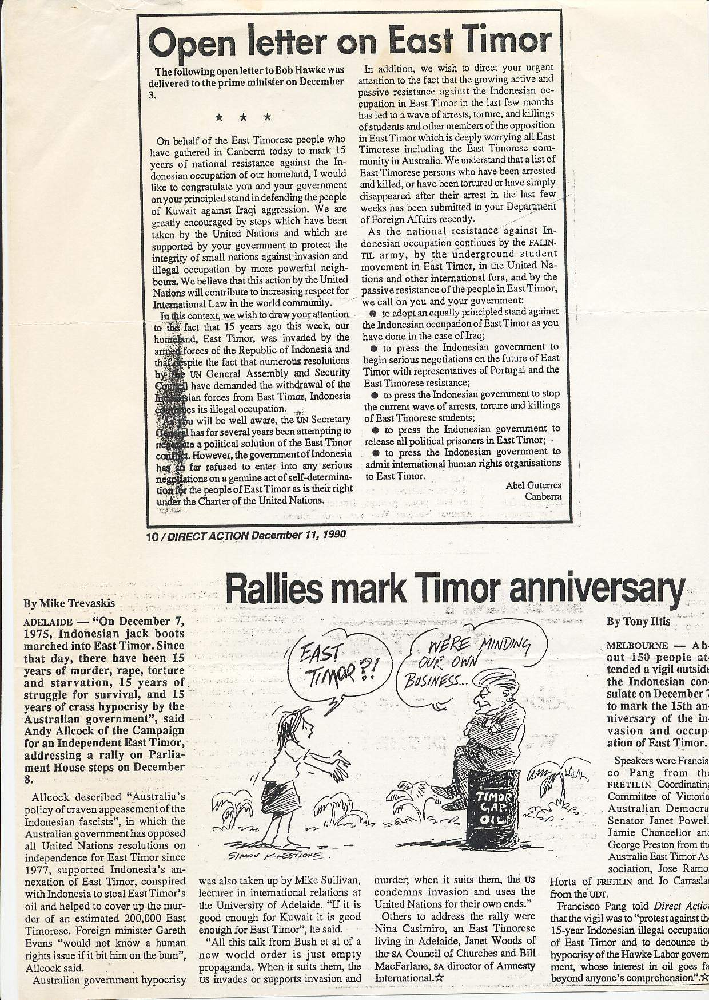 Open letter on East Timor
The following open letter to Bob Hawke was
delivered to the prime minister on December
3.
★ ★ ★
On behalf of the East Timorese people who
have gathered in Canberra today to mark 15
years of national resistance against the In-
donesian occupation of our homeland, I would
like to congratulate you and your government
on your principled stand in defending the people
of Kuwait against Iraqi aggression. We are
greatly encouraged by steps which have been
taken by the United Nations and which are
supported by your government to protect the
integrity of small nations against invasion and
illegal occupation by more powerful neigh-
bours. We believe that this action by the United
Nations will contribute to increasing respect for
International Law in the world community.
In this context, we wish to draw your attention
to the fact that 15 years ago this week, our
homeland, East Timor, was invaded by the
armed forces of the Republic of Indonesia and
that despite the fact that numerous resolutions
by the UN General Assembly and Security
Council have demanded the withdrawal of the
Indonesian forces from East Timor, Indonesia
continues its illegal occupation.
As you will be well aware, the UN Secretary
General has for several years been attempting to
negotiate a political solution of the East Timor
conflict. However, the government of Indonesia
has so far refused to enter into any serious
negotiations on a genuine act of self-determina-
tion for the people of East Timor as is their right
under the Charter of the United Nations.
In addition, we wish to direct your urgent
attention to the fact that the growing active and
passive resistance against the Indonesian oc-
cupation in East Timor in the last few months
has led to a wave of arrests, torture, and killings
of students and other members of the opposition
in East Timor which is deeply worrying all East
Timorese including the East Timorese com-
munity in Australia. We understand that a list of
East Timorese persons who have been arrested
and killed, or have been tortured or have simply
disappeared after their arrest in the last few
weeks has been submitted to your Department
of Foreign Affairs recently.
As the national resistance against In-
donesian occupation continues by the FALIN-
TIL army, by the underground student
movement in East Timor, in the United Na-
tions and other international fora, and by the
passive resistance of the people in East Timor,
we call on you and your government:
● to adopt an equally principled stand against
the Indonesian occupation of East Timor as you
have done in the case of Iraq;
● to press the Indonesian government to
begin serious negotiations on the future of East
Timor with representatives of Portugal and the
East Timorese resistance;
● to press the Indonesian government to stop
the current wave of arrests, torture and killings
of East Timorese students;
● to press the Indonesian government to
release all political prisoners in East Timor;
● to press the Indonesian government to
admit international human rights organisations
to East Timor.
Abel Guterres
Canberra
10 / DIRECT ACTION December 11, 1990
Rallies mark Timor anniversary
By Mike Trevaskis
ADELAIDE — “On December 7,
1975, Indonesian jack boots
marched into East Timor. Since
that day, there have been 15
years of murder, rape, torture
and starvation, 15 years of
struggle for survival, and 15
years of crass hypocrisy by the
Australian government”, said
Andy Allcock of the Campaign
for an Independent East Timor,
addressing a rally on Parlia-
ment House steps on December
8.
Allcock described “Australia's
policy of craven appeasement of the
Indonesian fascists”, in which the
Australian government has opposed
all United Nations resolutions on
independence for East Timor since
1977, supported Indonesia's an-
nexation of East Timor, conspired
with Indonesia to steal East Timor's
oil and helped to cover up the mur-
der of an estimated 200,000 East
Timorese. Foreign minister Gareth
Evans “would not know a human
rights issue if it bit him on the bum”,
Allcock said.
Australian government hypocrisy
EAST
TIMOR?!
WE'RE MINDING
OUR OWN
BUSINESS...
TIMOR
GAP
OIL
SIMON KNEEBONE.
was also taken up by Mike Sullivan,
lecturer in international relations at
the University of Adelaide. “If it is
good enough for Kuwait it is good
enough for East Timor”, he said.
“All this talk from Bush et al of a
new world order is just empty
propaganda. When it suits them, the
US invades or supports invasion and
murder; when it suits them, the US
condemns invasion and uses the
United Nations for their own ends.”
Others to address the rally were
Nina Casimiro, an East Timorese
living in Adelaide, Janet Woods of
the SA Council of Churches and Bill
MacFarlane, SA director of Amnesty
International.☆
By Tony Iltis
MELBOURNE — Ab-
out 150 people at-
tended a vigil outside
the Indonesian con-
sulate on December 7
to mark the 15th an-
niversary of the in-
vasion and occup-
ation of East Timor.
Speakers were Francis-
co Pang from the
FRETILIN Coordinating
Committee of Victoria,
Australian Democra
Senator Janet Powell
Jamie Chancellor and
George Preston from the
Australia East Timor As
sociation, Jose Ramo
Horta of FRETILIN and Jo Carrasla
from the UDT.
Francisco Pang told Direct Action
that the vigil was to “protest against the
15-year Indonesian illegal occupation
of East Timor and to denounce the
hypocrisy of the Hawke Labor govern
ment, whose interest in oil goes fa
beyond anyone's comprehension”.☆